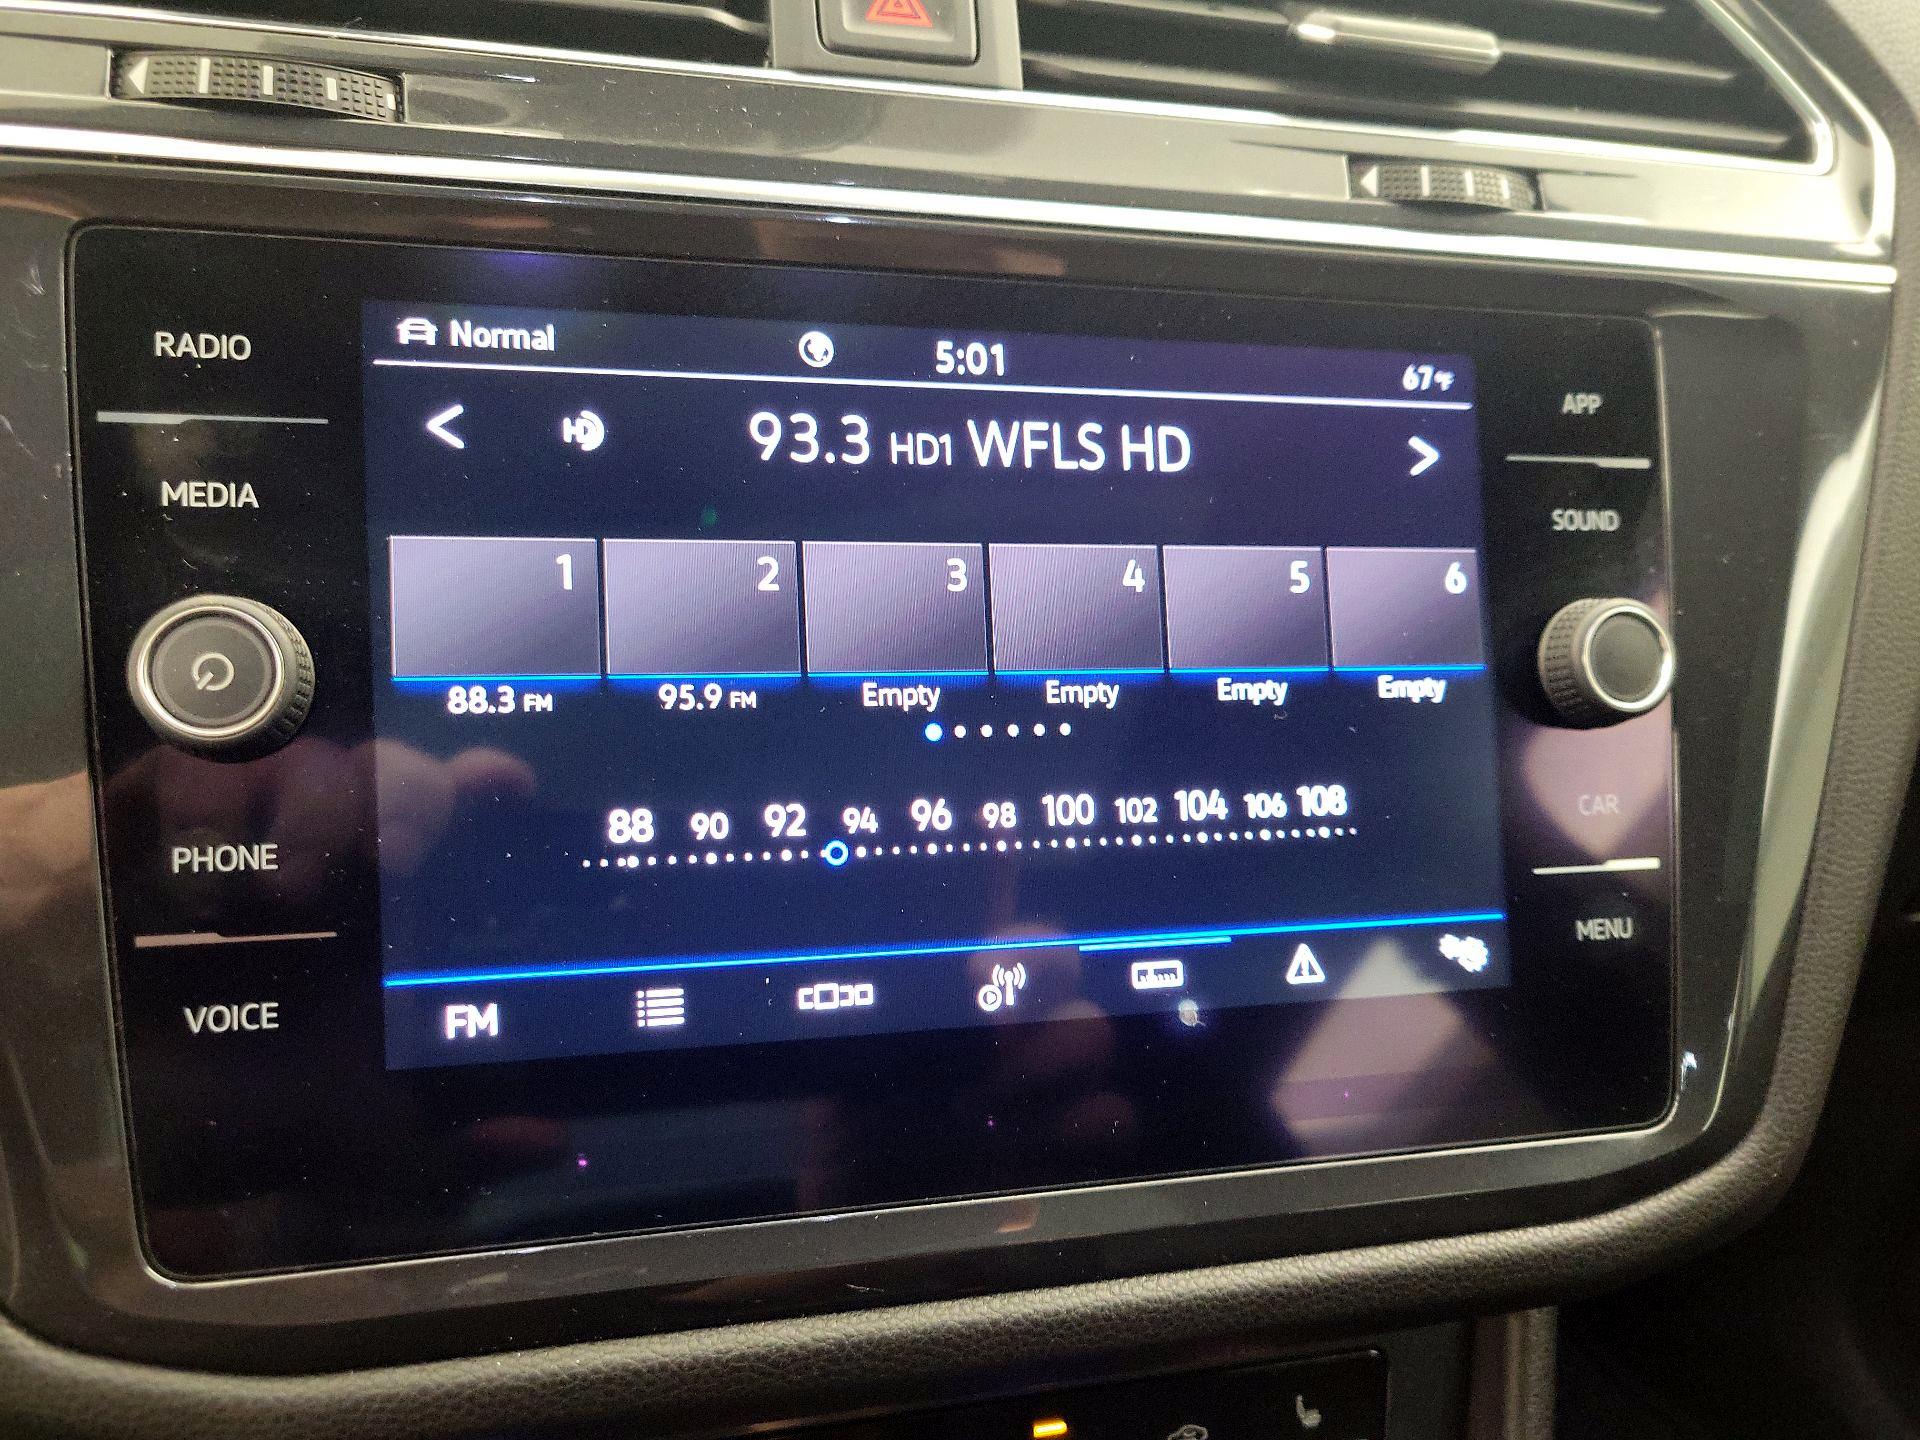 RADIO
MEDIA
PHONE
VOICE
Normal
5:01
67°F
< HD 93.3 HD1 WFLS HD >
1 2 3 4 5 6
88.3 FM 95.9 FM Empty Empty Empty Empty
88 90 92 94 96 98 100 102 104 106 108
FM
APP
SOUND
CAR
MENU